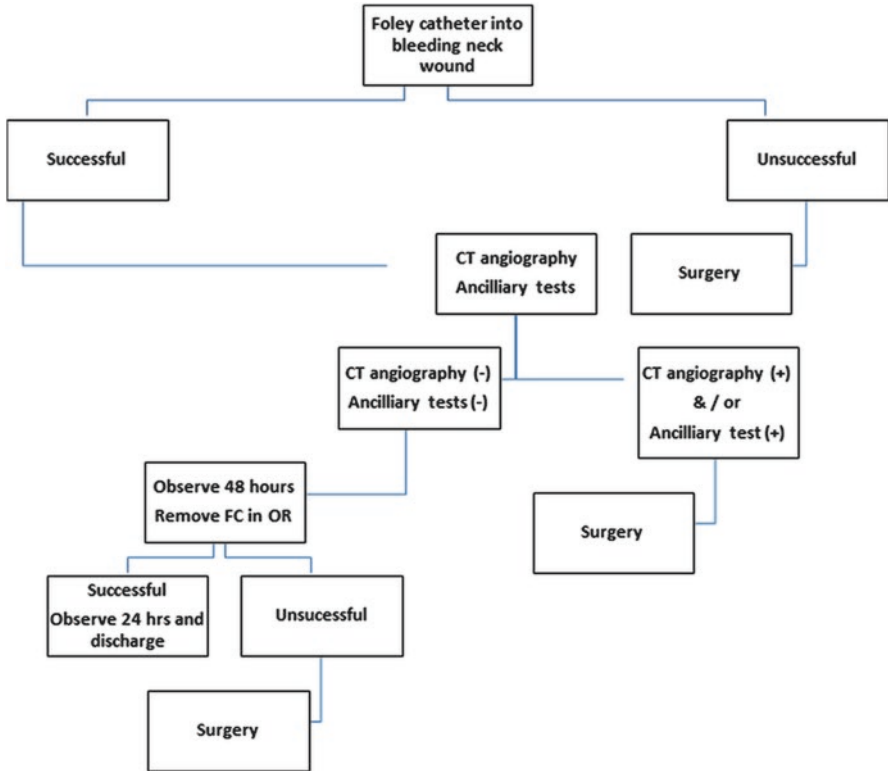 Foley catheter into
bleeding neck
wound
Successful
Unsuccessful
CT angiography
Ancilliary tests
Surgery
CT angiography (-)
Ancilliary tests (-)
CT angiography (+)
& / or
Ancilliary test (+)
Observe 48 hours
Remove FC in OR
Surgery
Successful
Observe 24 hrs and
discharge
Unsucessful
Surgery